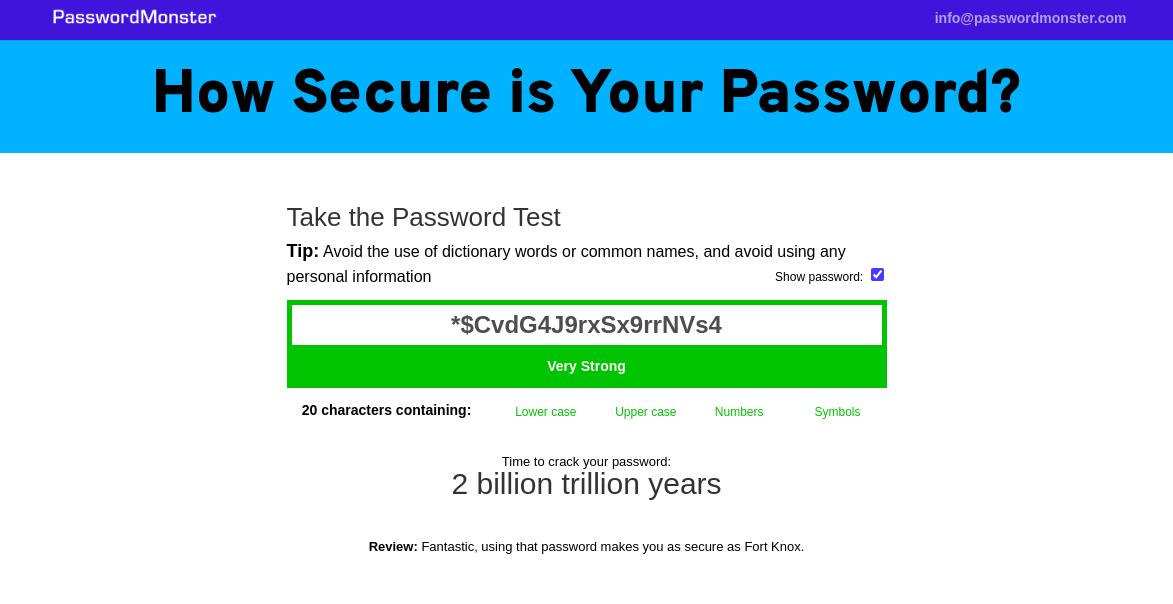 PasswordMonster
info@passwordmonster.com
How Secure is Your Password?
Take the Password Test
Tip: Avoid the use of dictionary words or common names, and avoid using any
personal information
Show password:
*$CvdG4J9rxSx9rrNVs4
Very Strong
20 characters containing:
Lower case
Upper case
Numbers
Symbols
Time to crack your password:
2 billion trillion years
Review: Fantastic, using that password makes you as secure as Fort Knox.